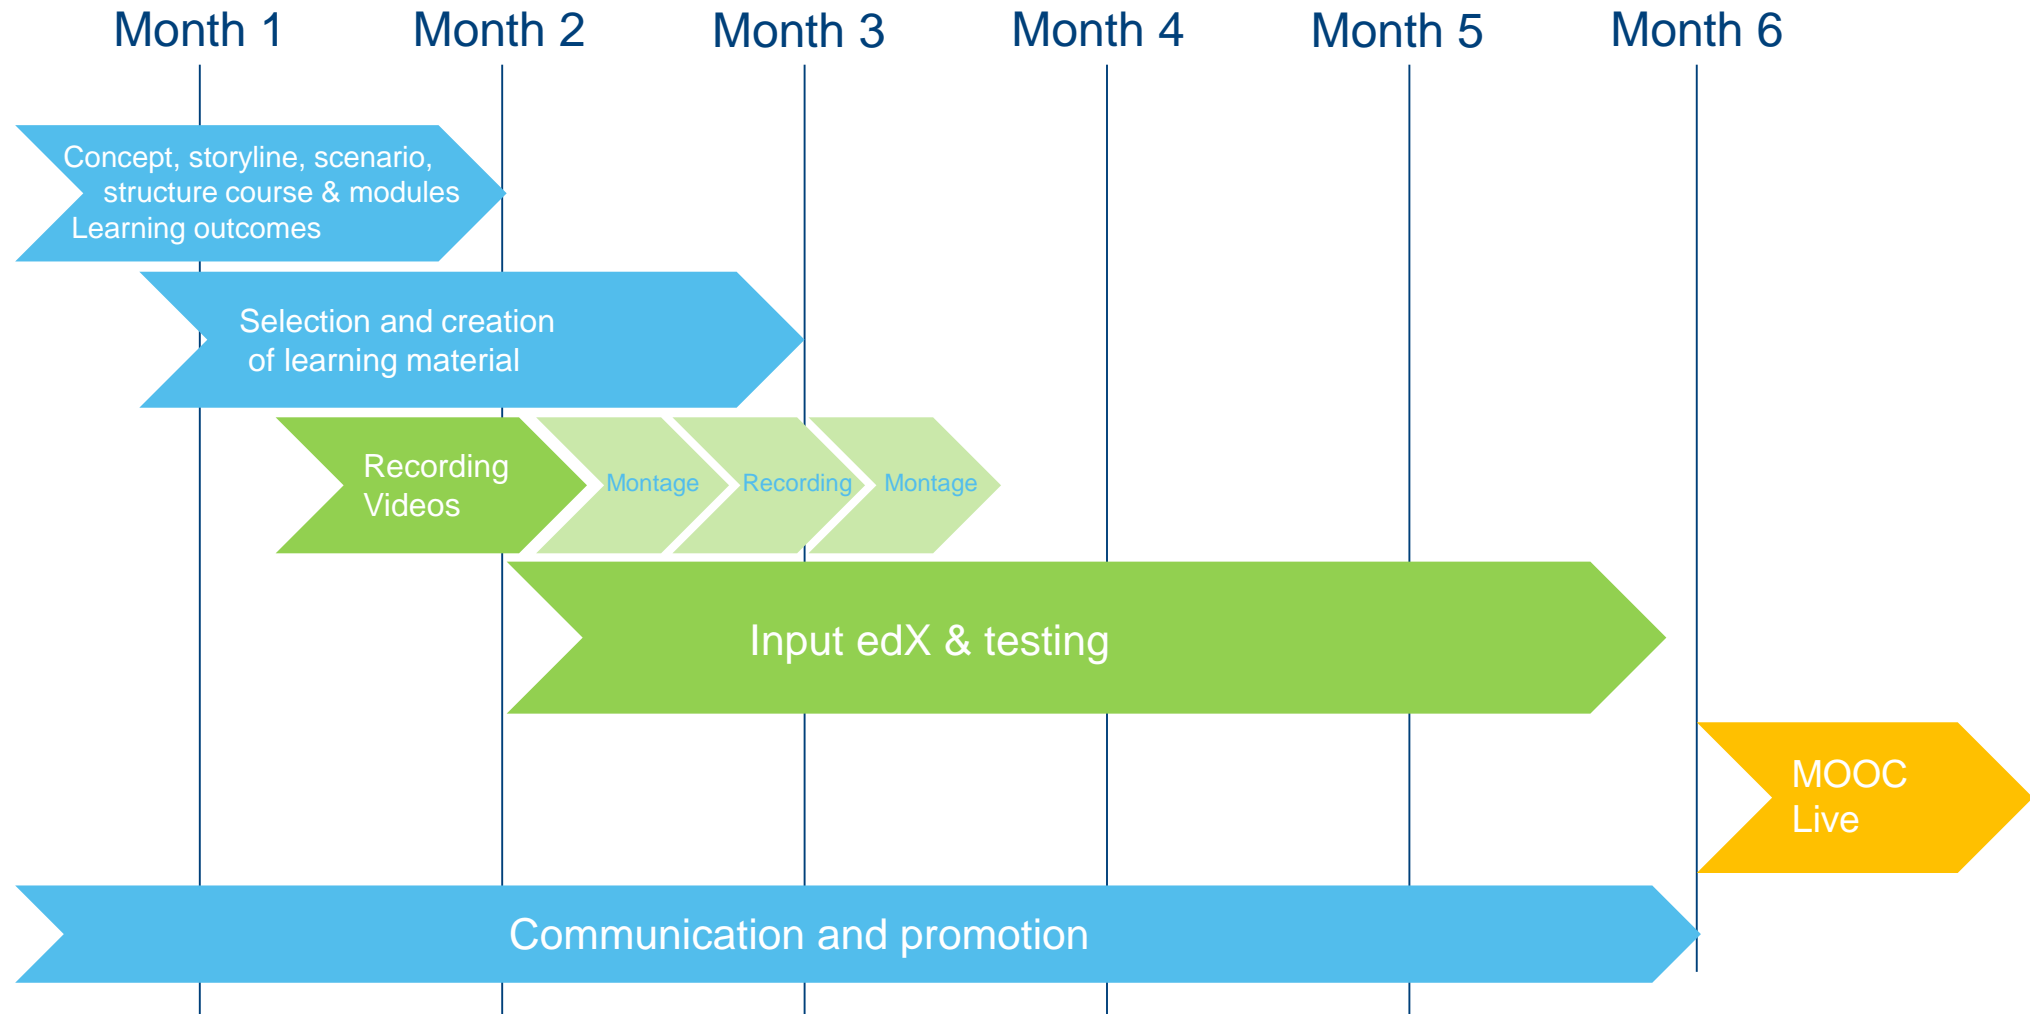 Month 1
Month 2
Month 3
Month 4
Month 5
Month 6
Concept, storyline, scenario,
structure course & modules
Learning outcomes
Selection and creation
of learning material
Recording
Videos
Montage
Recording
Montage
Input edX & testing
MOOC
Live
Communication and promotion